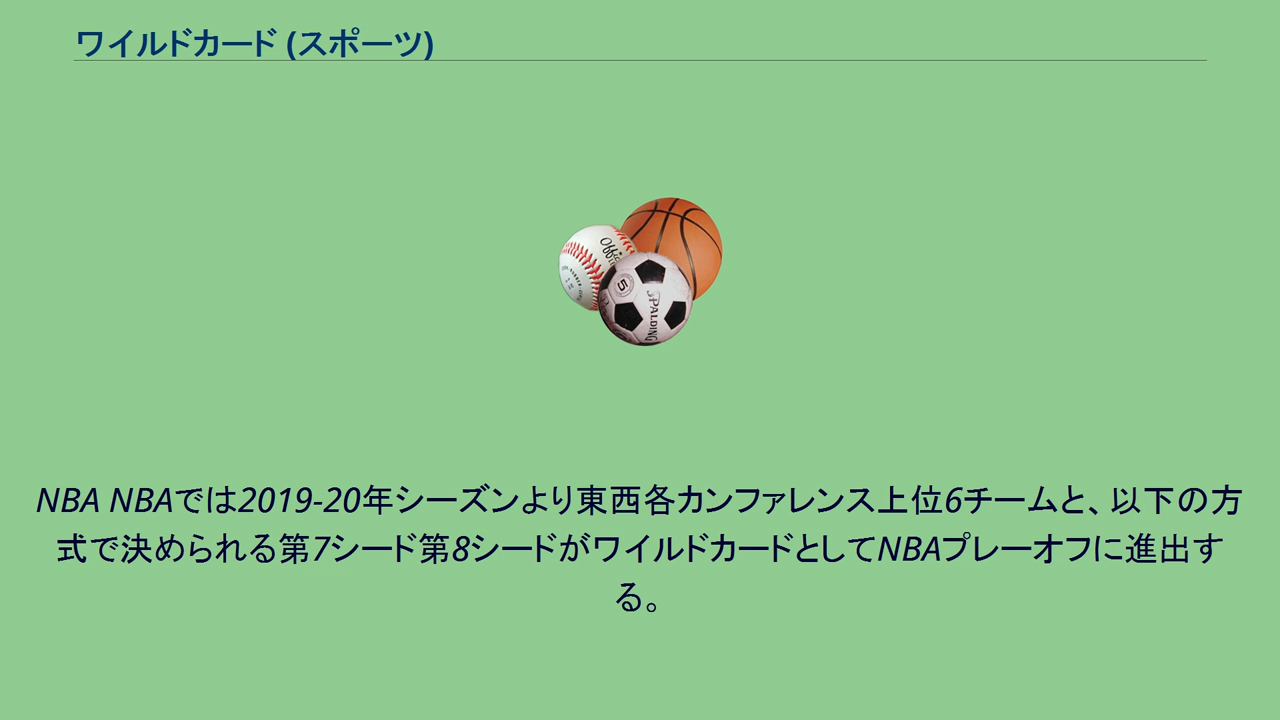 ワイルドカード (スポーツ)
Offici
5
SPALDING
NBA NBAでは2019-20年シーズンより東西各カンファレンス上位6チームと、以下の方
式で決められる第7シード第8シードがワイルドカードとしてNBAプレーオフに進出す
る。